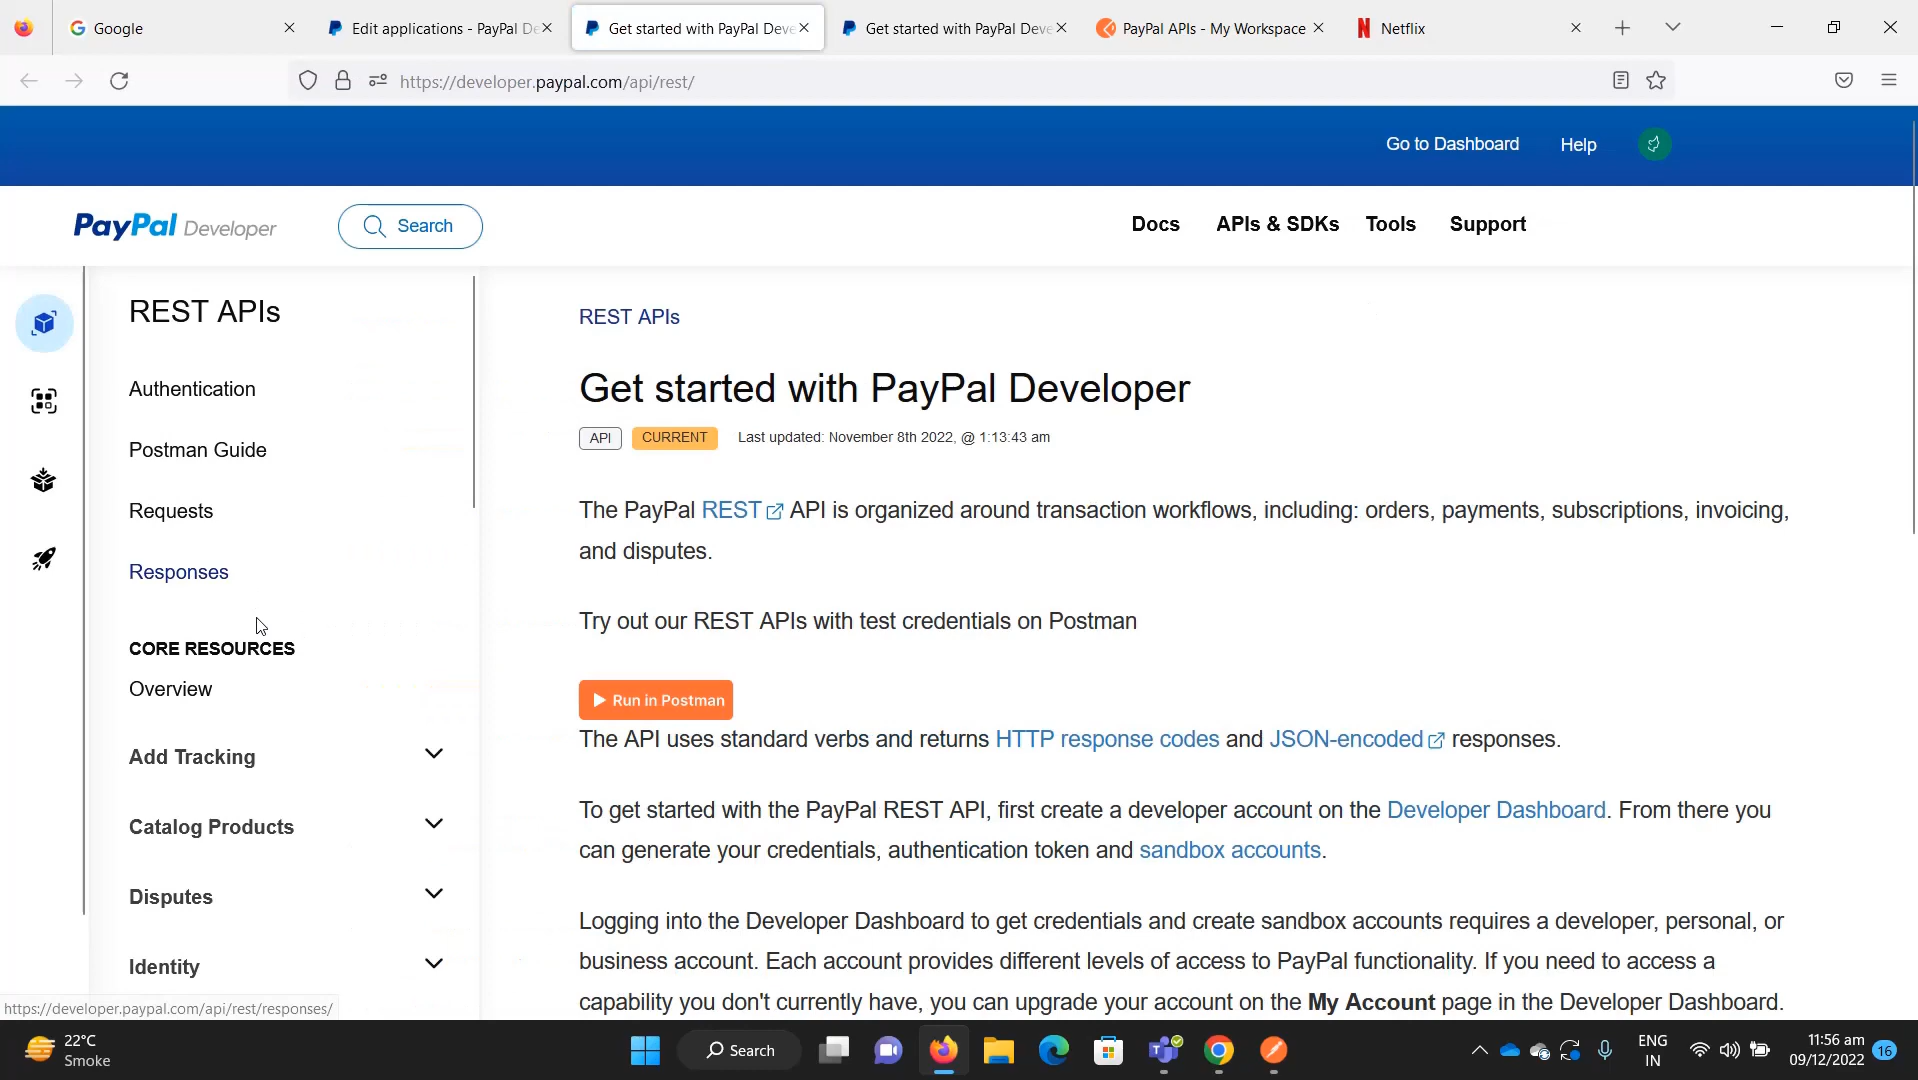 Google
Edit applications - PayPal De
Get started with PayPal Deve
Get started with PayPal Deve
PayPal APIs - My Workspace
Netflix
https://developer.paypal.com/api/rest/
Go to Dashboard
Help
PayPal Developer
Search
Docs
APIs & SDKs
Tools
Support
REST APIs
Authentication
Postman Guide
Requests
Responses
CORE RESOURCES
Overview
Add Tracking
Catalog Products
Disputes
Identity
REST APIs
Get started with PayPal Developer
API
CURRENT
Last updated: November 8th 2022, @ 1:13:43 am
The PayPal REST API is organized around transaction workflows, including: orders, payments, subscriptions, invoicing,
and disputes.
Try out our REST APIs with test credentials on Postman
Run in Postman
The API uses standard verbs and returns HTTP response codes and JSON-encoded responses.
To get started with the PayPal REST API, first create a developer account on the Developer Dashboard. From there you
can generate your credentials, authentication token and sandbox accounts.
Logging into the Developer Dashboard to get credentials and create sandbox accounts requires a developer, personal, or
business account. Each account provides different levels of access to PayPal functionality. If you need to access a
capability you don't currently have, you can upgrade your account on the My Account page in the Developer Dashboard.
https://developer.paypal.com/api/rest/responses/
22°C
Smoke
Search
ENG
IN
11:56 am
09/12/2022
16